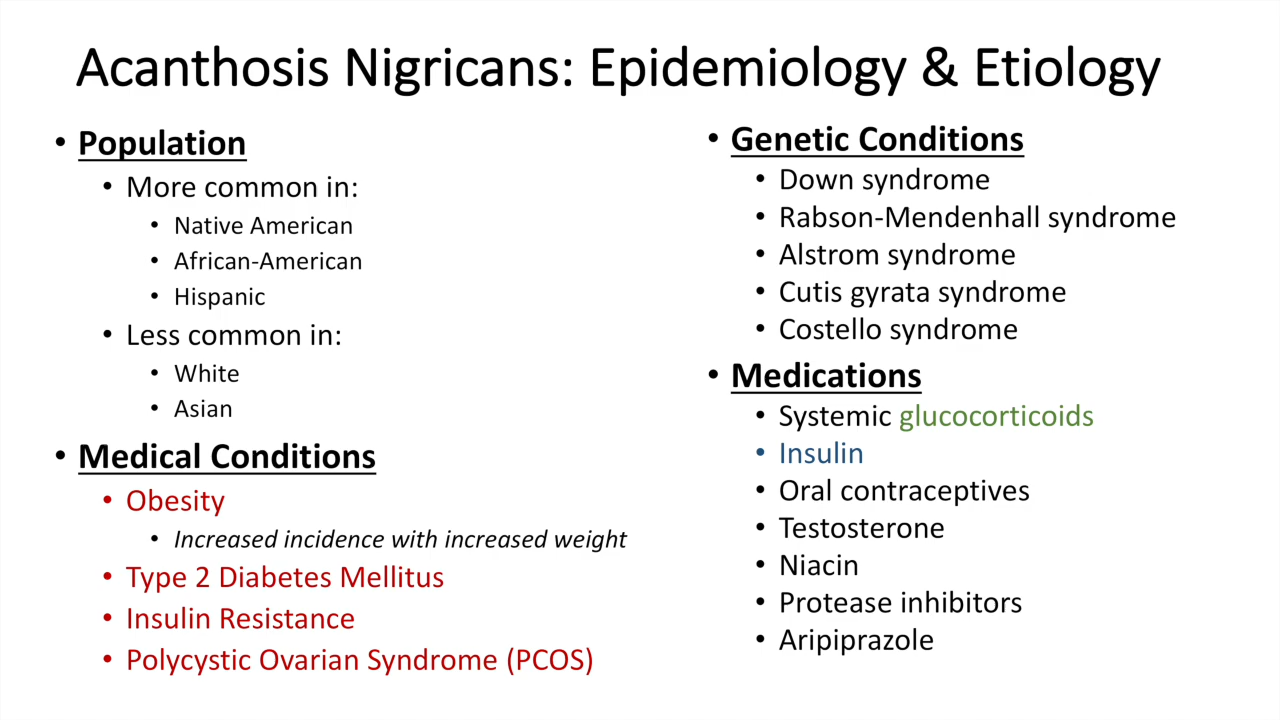 Acanthosis Nigricans: Epidemiology & Etiology
• Population
• More common in:
• Native American
• African-American
• Hispanic
• Less common in:
• White
• Asian
• Medical Conditions
• Obesity
• Increased incidence with increased weight
• Type 2 Diabetes Mellitus
• Insulin Resistance
• Polycystic Ovarian Syndrome (PCOS)
• Genetic Conditions
• Down syndrome
• Rabson-Mendenhall syndrome
• Alstrom syndrome
• Cutis gyrata syndrome
• Costello syndrome
• Medications
• Systemic glucocorticoids
• Insulin
• Oral contraceptives
• Testosterone
• Niacin
• Protease inhibitors
• Aripiprazole